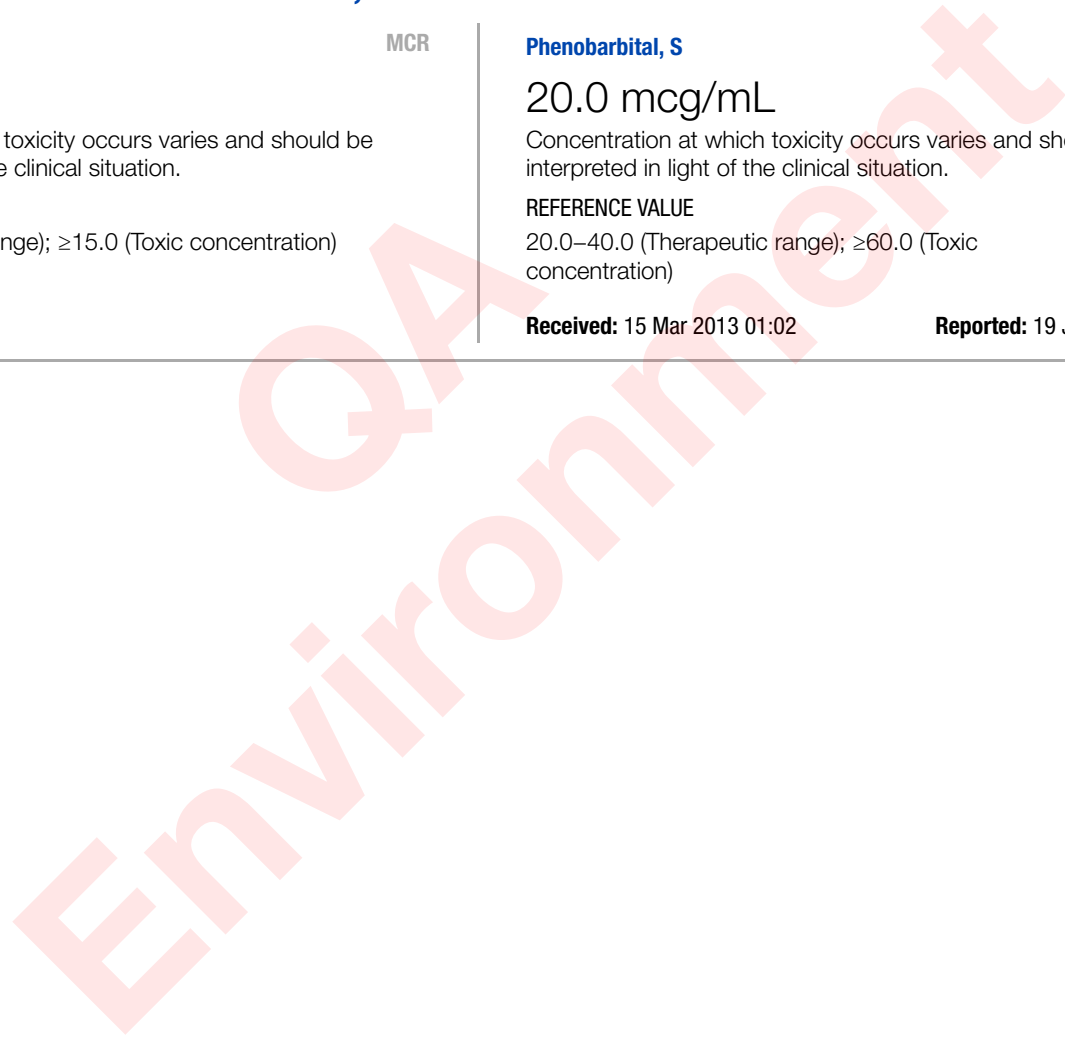 MCR
toxicity occurs varies and should be
clinical situation.
nge); ≥15.0 (Toxic concentration)
Phenobarbital, S
20.0 mcg/mL
Concentration at which toxicity occurs varies and sho
interpreted in light of the clinical situation.
REFERENCE VALUE
20.0–40.0 (Therapeutic range); ≥60.0 (Toxic
concentration)
Received: 15 Mar 2013 01:02 Reported: 19 J
QA
Environment